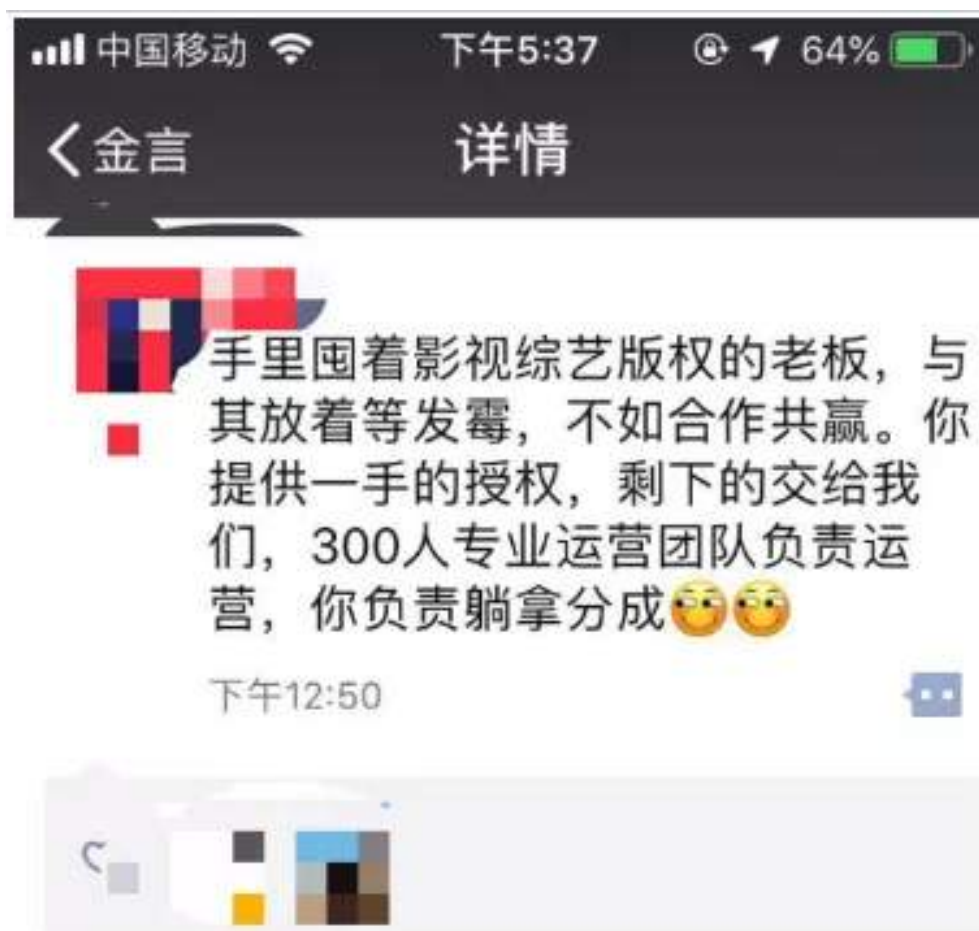 中国移动 下午5:37 64%
金言 详情
手里囤着影视综艺版权的老板，与
其放着等发霉，不如合作共赢。你
提供一手的授权，剩下的交给我
们，300人专业运营团队负责运
营，你负责躺拿分成
下午12:50